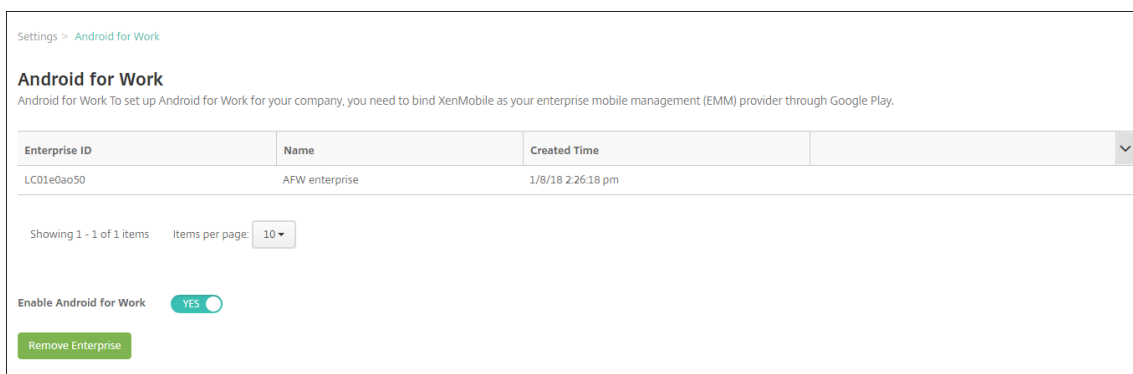 Settings > Android for Work
Android for Work
Android for Work To set up Android for Work for your company, you need to bind XenMobile as your enterprise mobile management (EMM) provider through Google Play.
Enterprise ID Name Created Time
LC01e0ao50 AFW enterprise 1/8/18 2:26:18 pm
Showing 1 - 1 of 1 items Items per page: 10
Enable Android for Work YES
Remove Enterprise